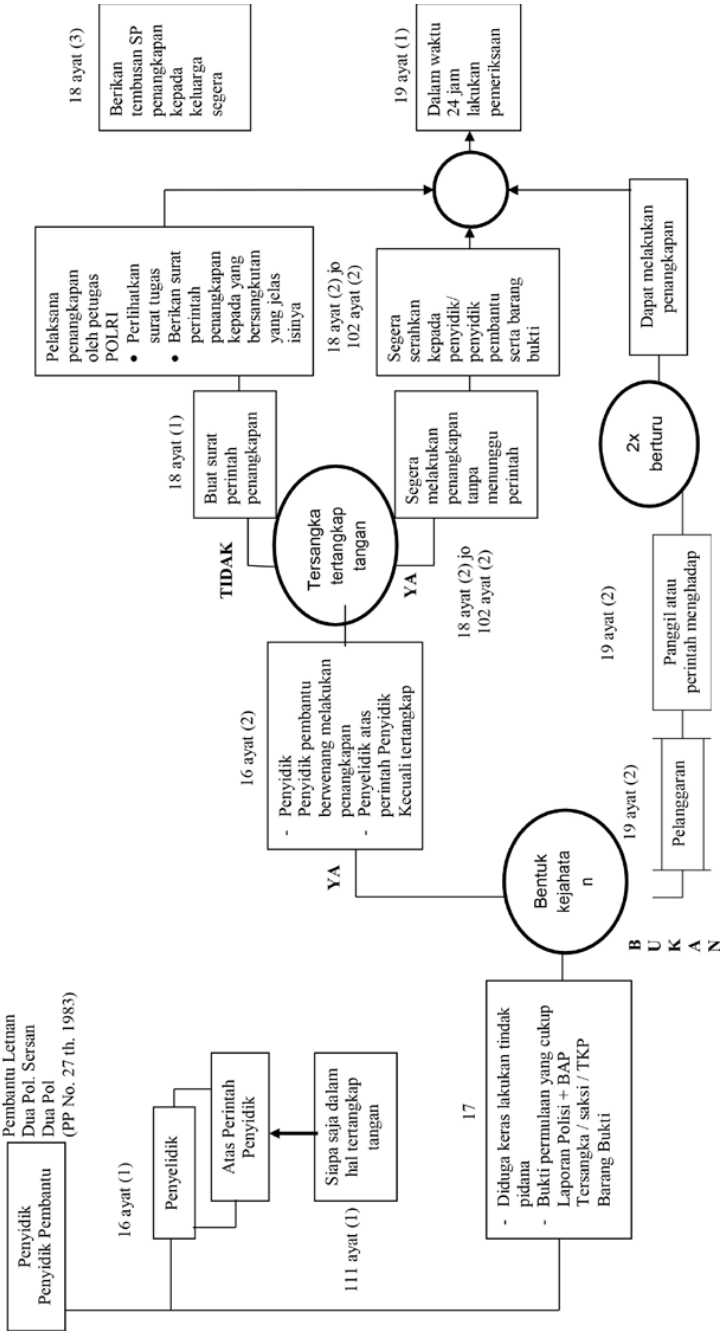 Penyidik
Penyidik Pembantu
Pembantu Letnan
Dua Pol. Sersan
Dua Pol
(PP No. 27 th. 1983)
16 ayat (1)
Penyelidik
Atas Perintah
Penyidik
Siapa saja dalam
hal tertangkap
tangan
111 ayat (1)
17
- Diduga keras lakukan tindak
pidana
- Bukti permulaan yang cukup
Laporan Polisi + BAP
Tersangka / saksi / TKP
Barang Bukti
Bentuk
kejahata
n
YA
B
U
K
A
N
16 ayat (2)
- Penyidik
Penyidik pembantu
berwenang melakukan
penangkapan
- Penyelidik atas
perintah Penyidik
Kecuali tertangkap
19 ayat (2)
Pelanggaran
Tersangka
tertangkap
tangan
TIDAK
YA
18 ayat (2) jo
102 ayat (2)
19 ayat (2)
Panggil atau
perintah menghadap
18 ayat (1)
Buat surat
perintah
penangkapan
Segera
melakukan
penangkapan
tanpa
menunggu
perintah
2x
berturu
Pelaksana
penangkapan
oleh petugas
POLRI
• Perlihatkan
surat tugas
• Berikan surat
perintah
penangkapan
kepada yang
bersangkutan
yang jelas
isinya
18 ayat (2) jo
102 ayat (2)
Segera
serahkan
kepada
penyidik/
penyidik
pembantu
serta barang
bukti
Dapat melakukan
penangkapan
18 ayat (3)
Berikan
tembusan SP
penangkapan
kepada
keluarga
segera
19 ayat (1)
Dalam waktu
24 jam
lakukan
pemeriksaan